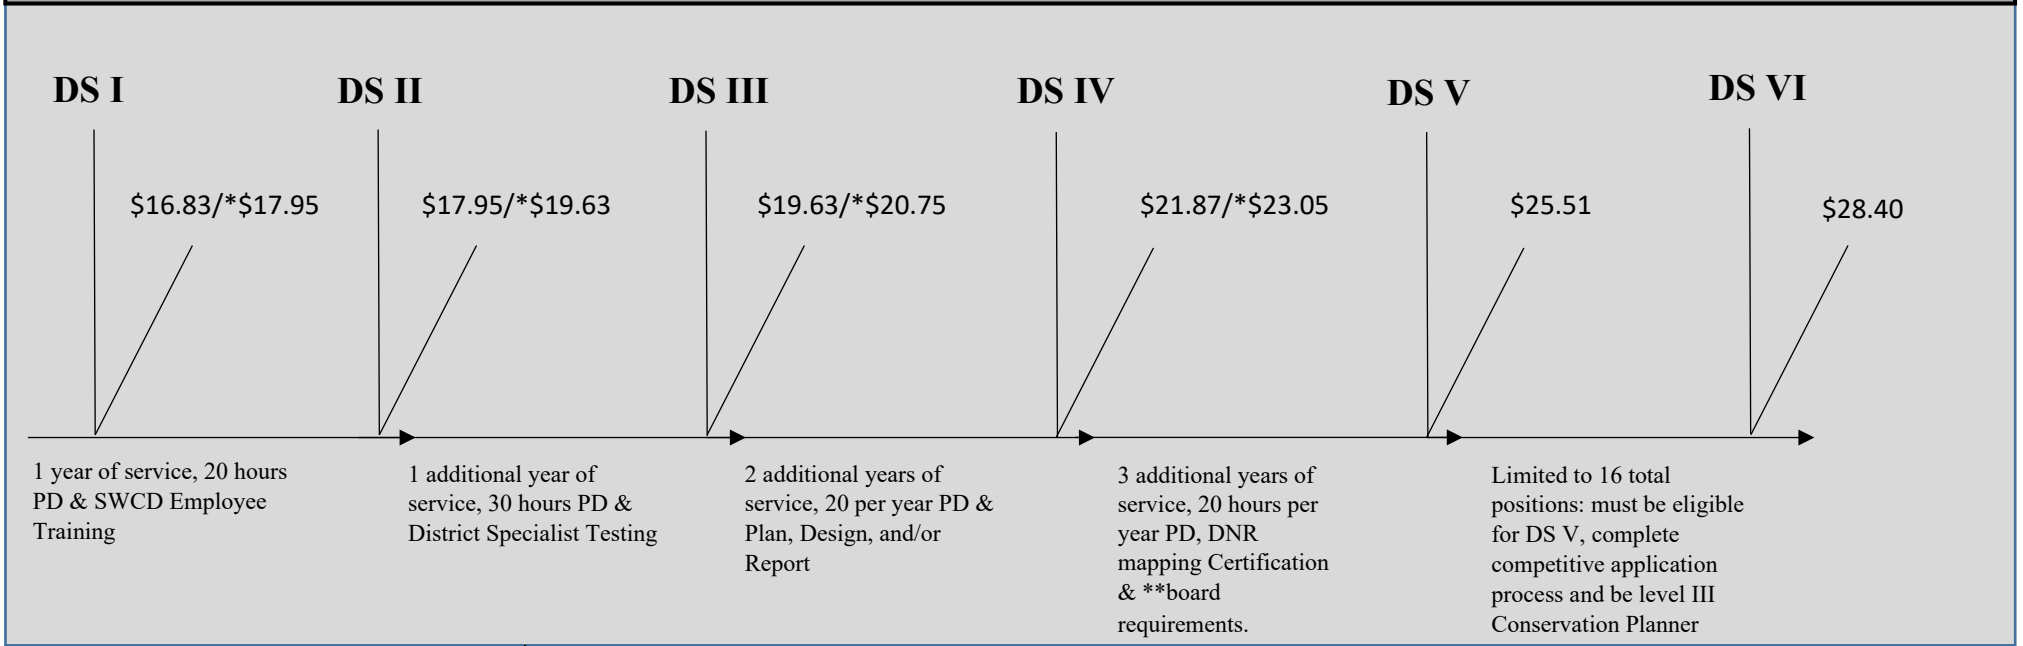 DS I
DS II
DS III
DS IV
DS V
DS VI
$16.83/*$17.95
$17.95/*$19.63
$19.63/*$20.75
$21.87/*$23.05
$25.51
$28.40
1 year of service, 20 hours
PD & SWCD Employee
Training
1 additional year of
service, 30 hours PD &
District Specialist Testing
2 additional years of
service, 20 per year PD &
Plan, Design, and/or
Report
3 additional years of
service, 20 hours per
year PD, DNR
mapping Certification
& **board
requirements.
Limited to 16 total
positions: must be eligible
for DS V, complete
competitive application
process and be level III
Conservation Planner